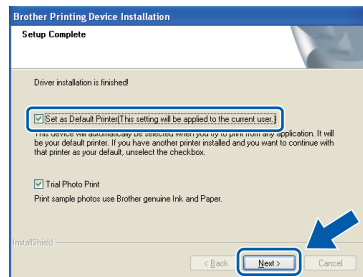 Brother Printing Device Installation
Setup Complete
Driver installation is finished!
Set as Default Printer(This setting will be applied to the current user.)
This device will automatically be selected when you try to print from any application. It will
be your default printer. If you have another printer installed and you want to continue with
that printer as your default, unselect the checkbox.
Trial Photo Print
Print sample photos use Brother genuine Ink and Paper.
InstallShield
< Back Next > Cancel